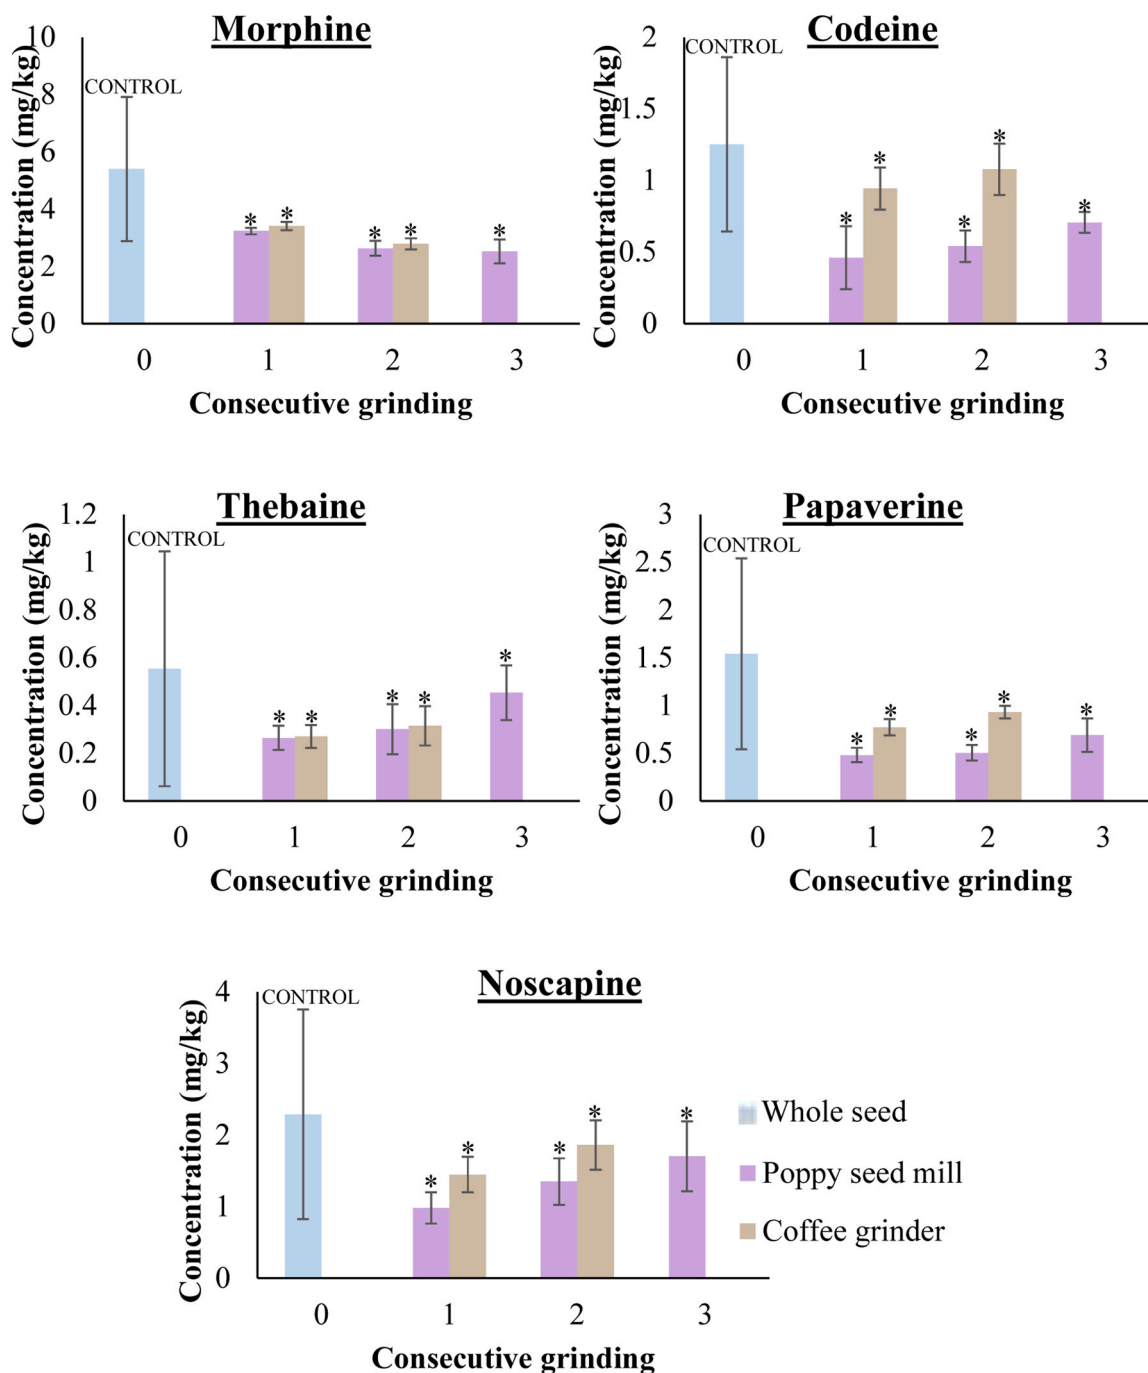 Morphine
Concentration (mg/kg)
10
8
6
4
2
0
CONTROL
* * * * *
0 1 2 3
Consecutive grinding
Codeine
Concentration (mg/kg)
2
1.5
1
0.5
0
CONTROL
* * * * *
0 1 2 3
Consecutive grinding
Thebaine
Concentration (mg/kg)
1.2
1
0.8
0.6
0.4
0.2
0
CONTROL
* * * * *
0 1 2 3
Consecutive grinding
Papaverine
Concentration (mg/kg)
3
2.5
2
1.5
1
0.5
0
CONTROL
* * * * *
0 1 2 3
Consecutive grinding
Noscapine
Concentration (mg/kg)
4
3
2
1
0
CONTROL
* * * * *
0 1 2 3
Consecutive grinding
Whole seed
Poppy seed mill
Coffee grinder